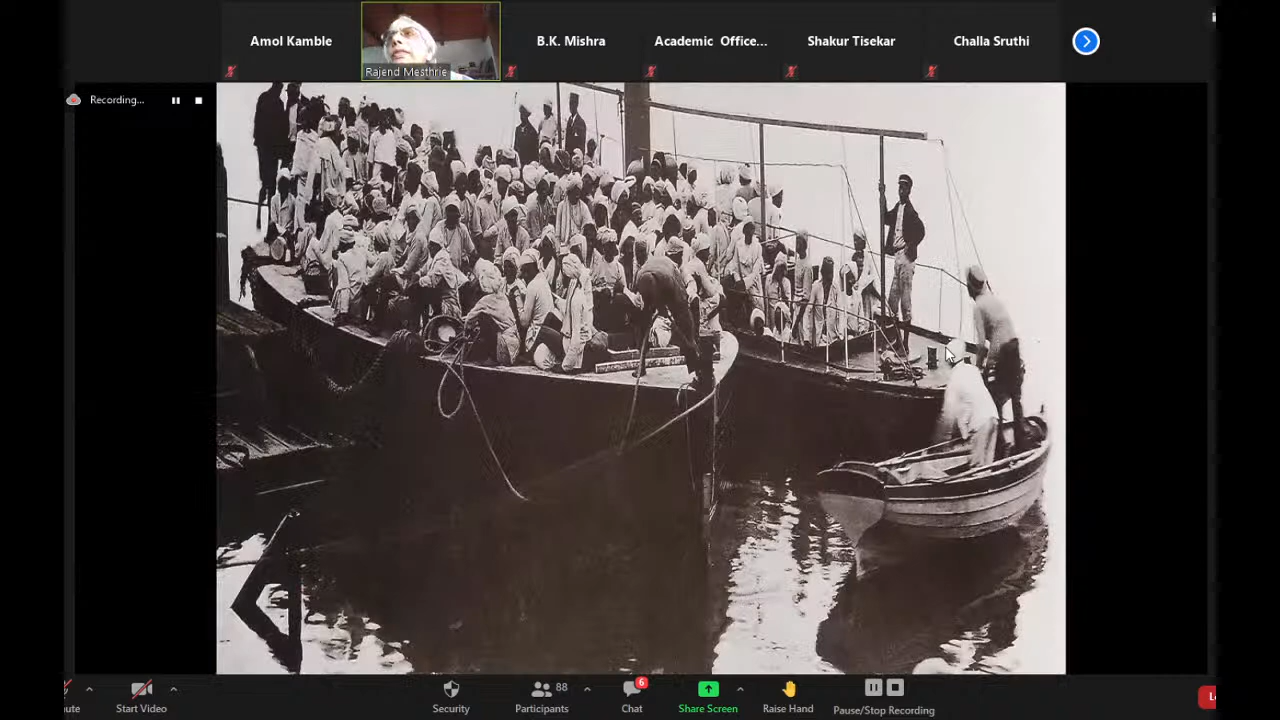 Amol Kamble
Rajend Mesthrie
B.K. Mishra
Academic Office...
Shakur Tisekar
Challa Sruthi
Recording...
ute
Start Video
Security
88
Participants
6
Chat
Share Screen
Raise Hand
Pause/Stop Recording